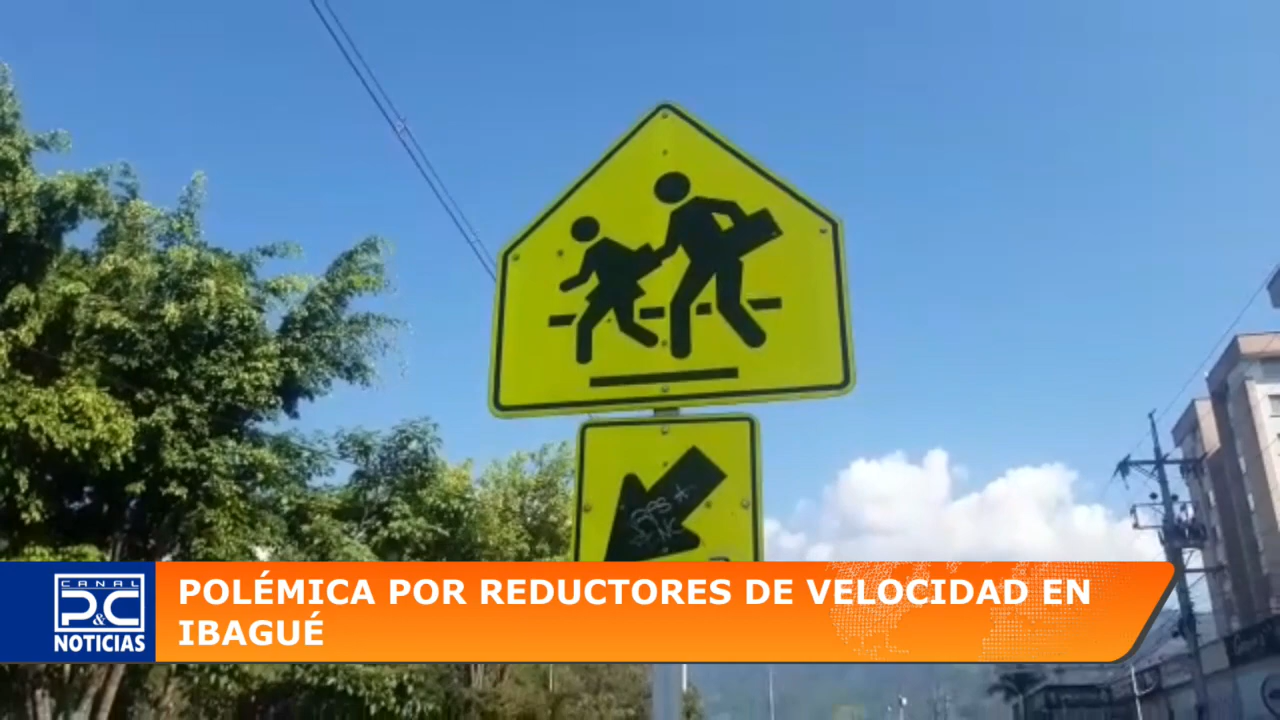 CANAL
P&C
NOTICIAS
POLÉMICA POR REDUCTORES DE VELOCIDAD EN
IBAGUÉ